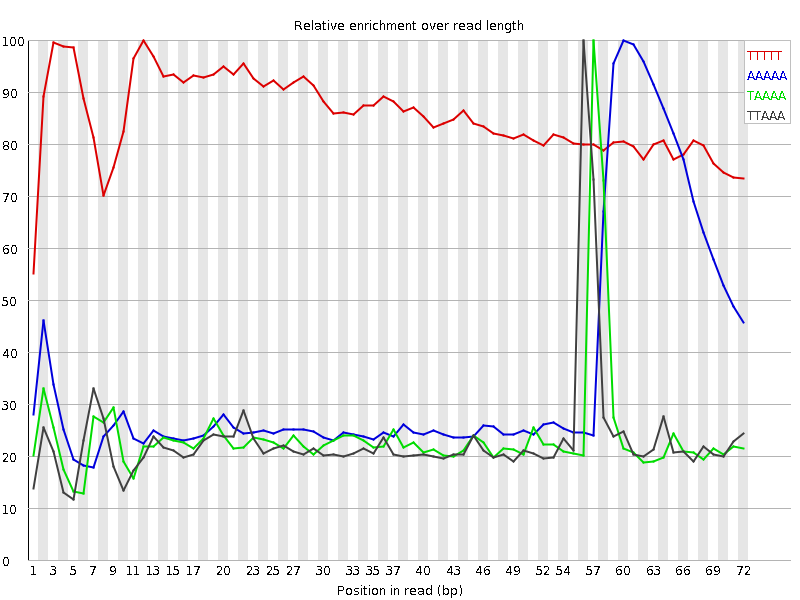 Relative enrichment over read length
100
90
80
70
60
50
40
30
20
10
0
TTTTT
AAAAA
TAAAA
TTAAA
1 3 5 7 9 11 13 15 17 20 23 25 27 30 33 35 37 40 43 46 49 52 54 57 60 63 66 69 72
Position in read (bp)